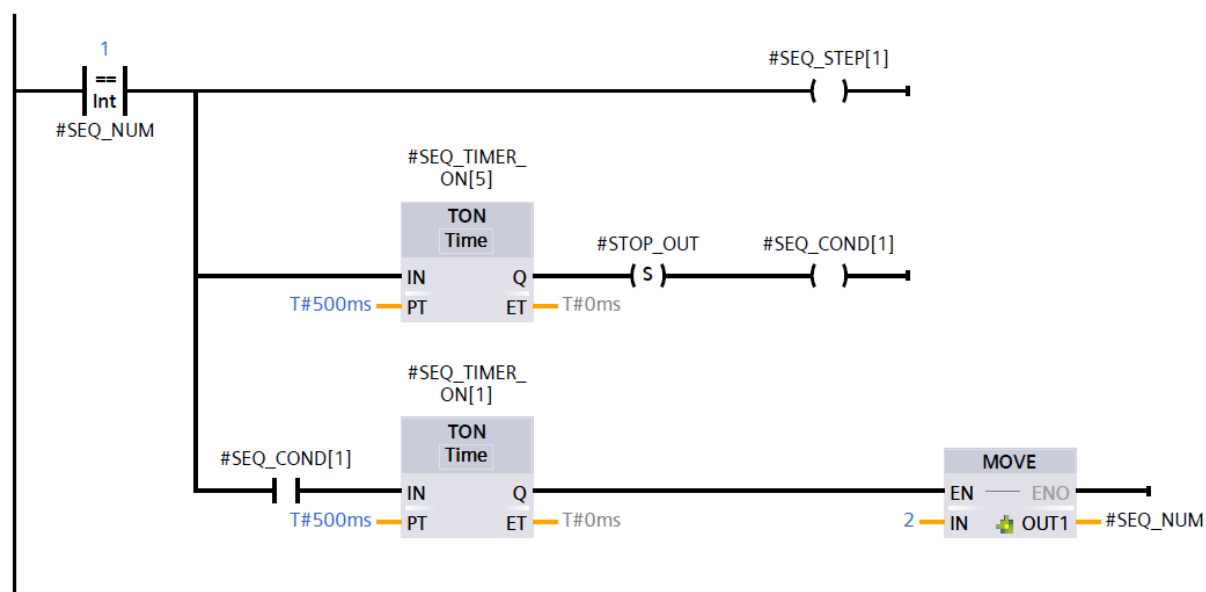 1
==
Int
#SEQ_NUM
#SEQ_STEP[1]
#SEQ_TIMER_
ON[5]
TON
Time
#STOP_OUT
#SEQ_COND[1]
IN
Q
S
T#500ms
PT
ET
T#0ms
#SEQ_TIMER_
ON[1]
TON
Time
#SEQ_COND[1]
MOVE
IN
Q
EN
ENO
T#500ms
PT
ET
T#0ms
2
IN
OUT1
#SEQ_NUM